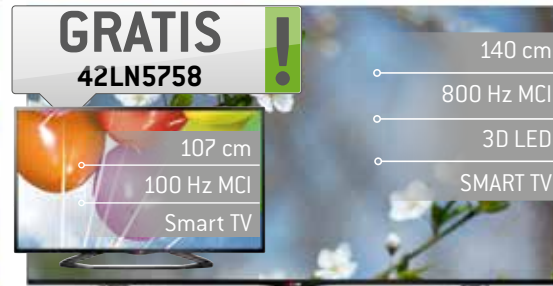 GRATIS
42LN5758
!
107 cm
100 Hz MCI
Smart TV
140 cm
800 Hz MCI
3D LED
SMART TV